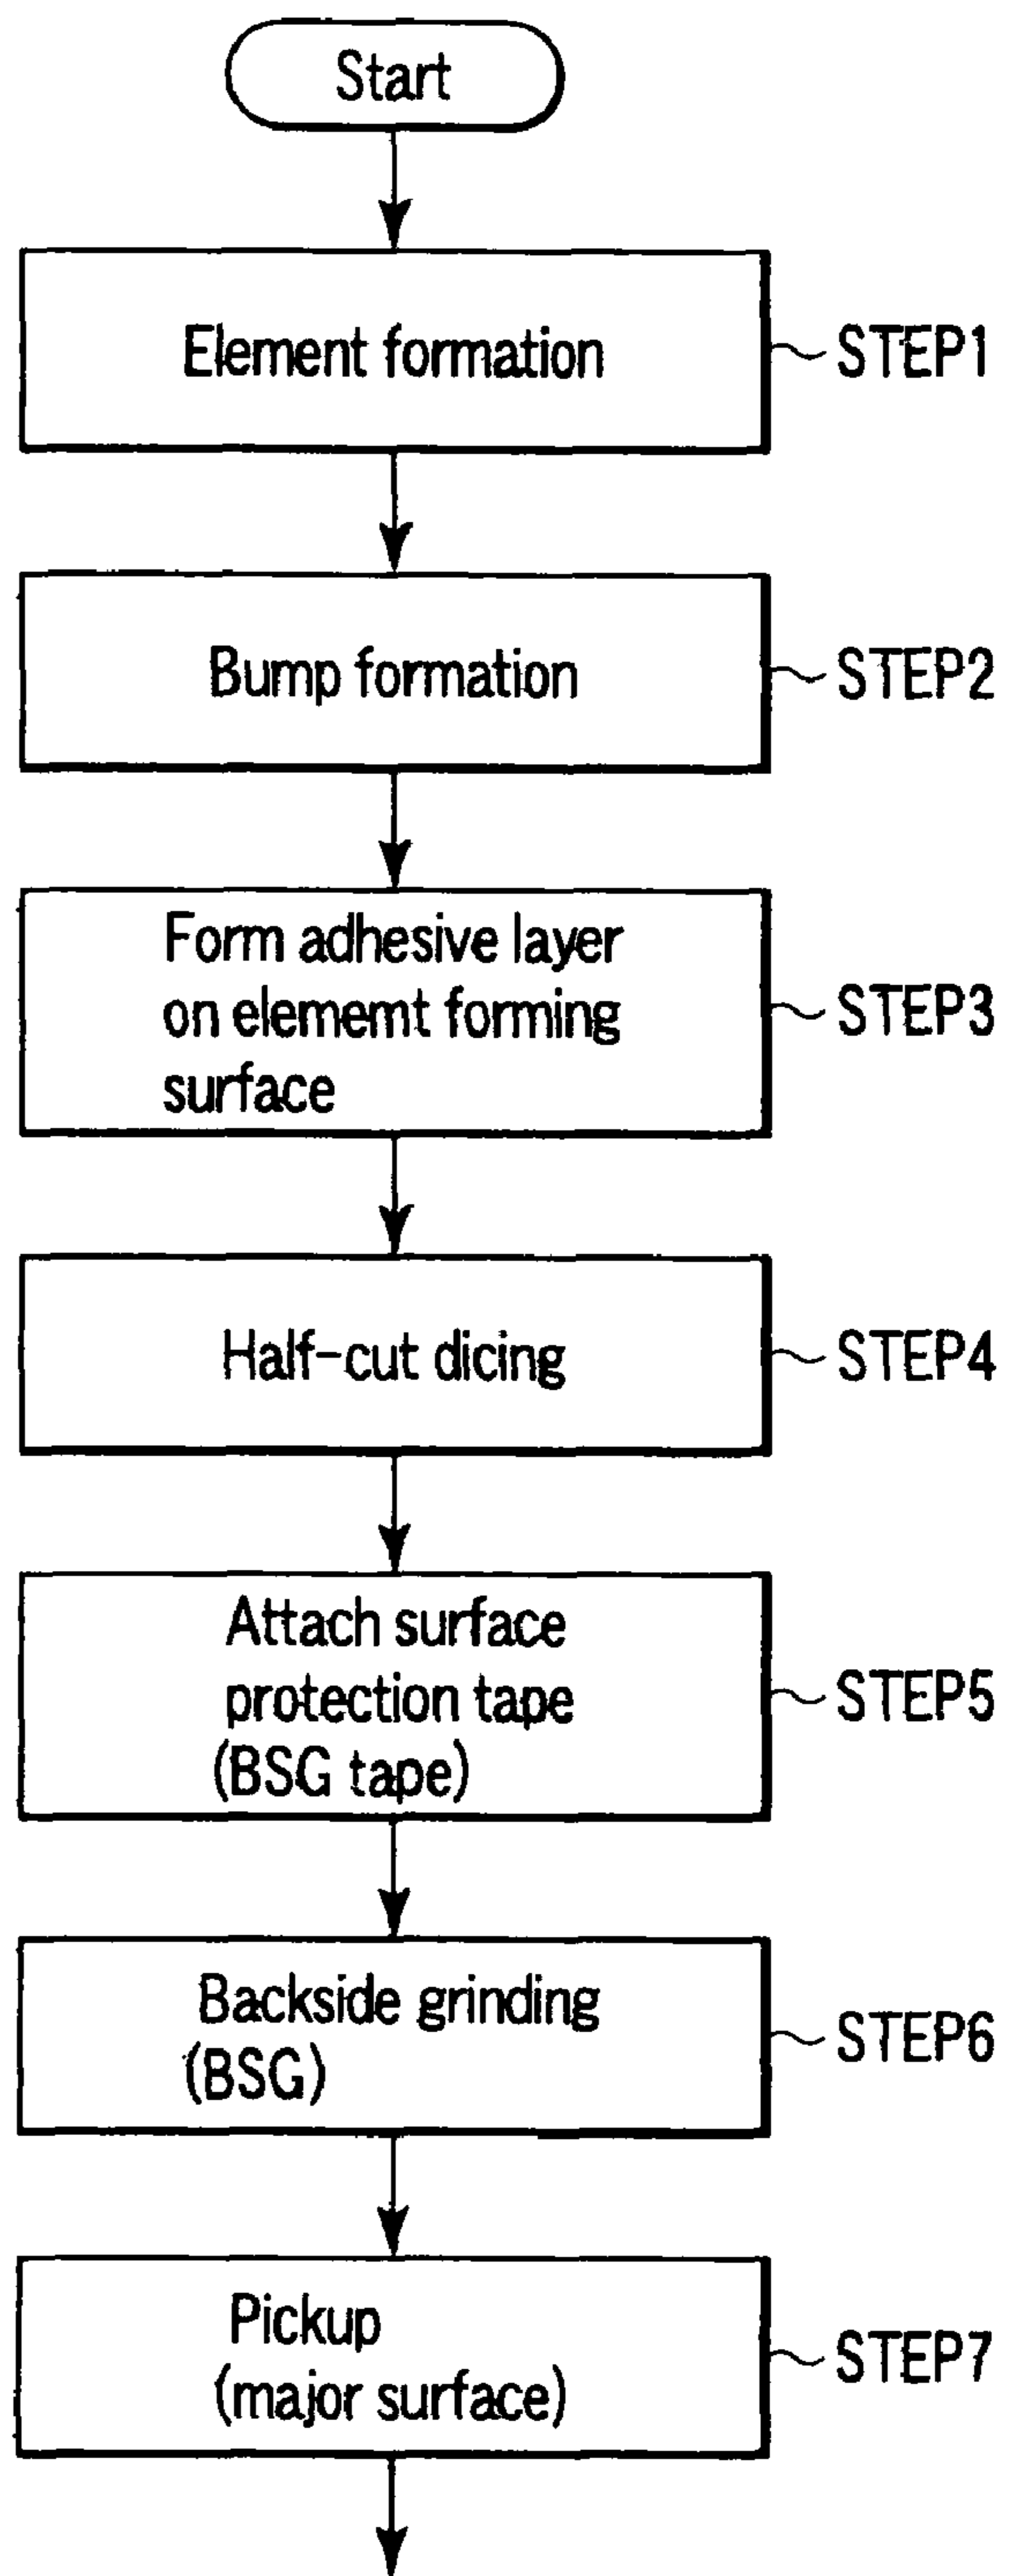 Start
Element formation
STEP1
Bump formation
STEP2
Form adhesive layer
on elememt forming
surface
STEP3
Half-cut dicing
STEP4
Attach surface
protection tape
(BSG tape)
STEP5
Backside grinding
(BSG)
STEP6
Pickup
(major surface)
STEP7